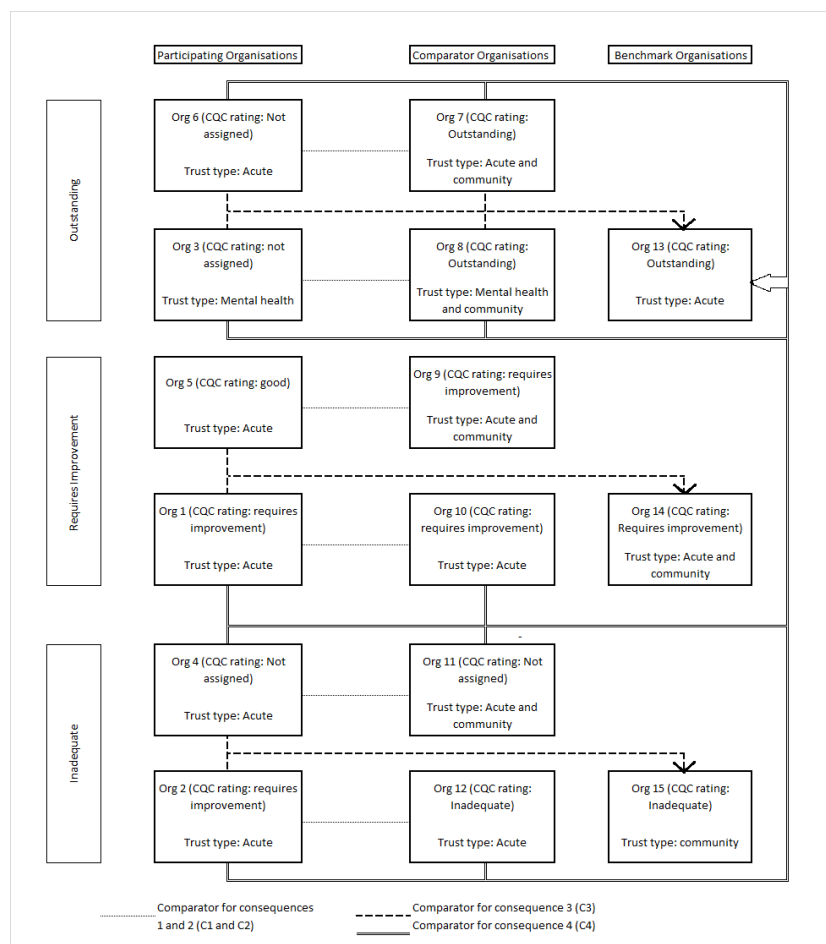 Participating Organisations
Comparator Organisations
Benchmark Organisations
Outstanding
Org 6 (CQC rating: Not
assigned)
Trust type: Acute
Org 7 (CQC rating:
Outstanding)
Trust type: Acute and
community
Org 3 (CQC rating: not
assigned)
Trust type: Mental health
Org 8 (CQC rating:
Outstanding)
Trust type: Mental health
and community
Org 13 (CQC rating:
Outstanding)
Trust type: Acute
Requires Improvement
Org 5 (CQC rating: good)
Trust type: Acute
Org 9 (CQC rating: requires
improvement)
Trust type: Acute and
community
Org 1 (CQC rating: requires
improvement)
Trust type: Acute
Org 10 (CQC rating:
requires improvement)
Trust type: Acute
Org 14 (CQC rating:
Requires improvement)
Trust type: Acute and
community
Inadequate
Org 4 (CQC rating: Not
assigned)
Trust type: Acute
Org 11 (CQC rating: Not
assigned)
Trust type: Acute and
community
Org 2 (CQC rating: requires
improvement)
Trust type: Acute
Org 12 (CQC rating:
Inadequate)
Trust type: Acute
Org 15 (CQC rating:
Inadequate)
Trust type: community
Comparator for consequences
1 and 2 (C1 and C2)
Comparator for consequence 3 (C3)
Comparator for consequence 4 (C4)